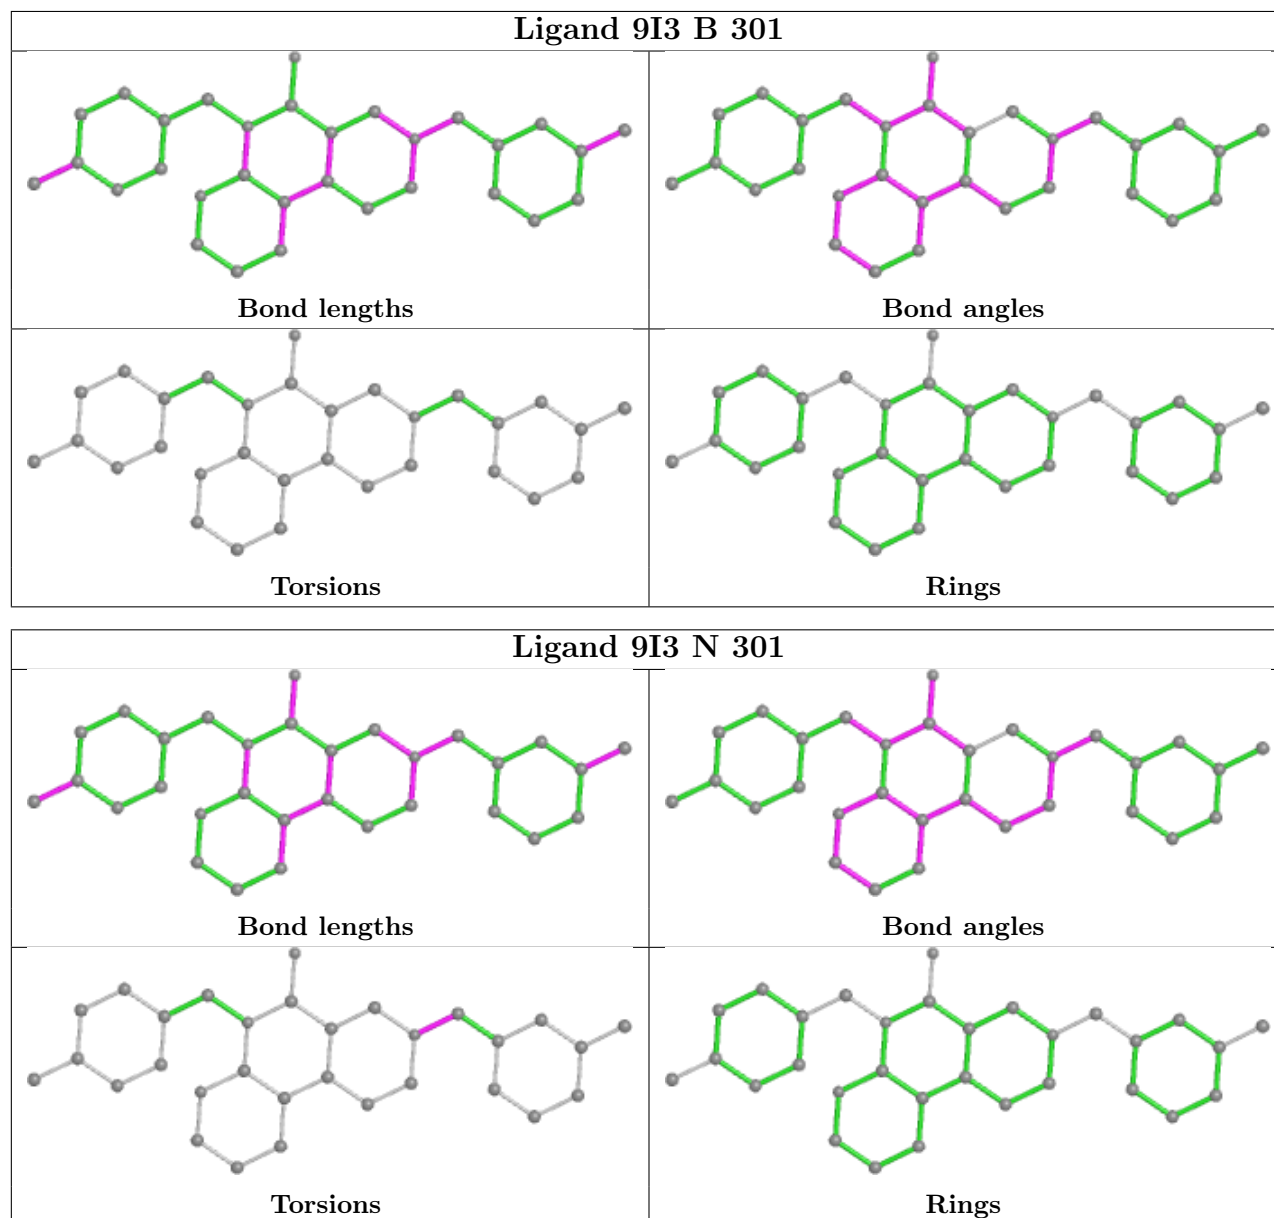 Ligand 9I3 B 301
Bond lengths
Bond angles
Torsions
Rings
Ligand 9I3 N 301
Bond lengths
Bond angles
Torsions
Rings